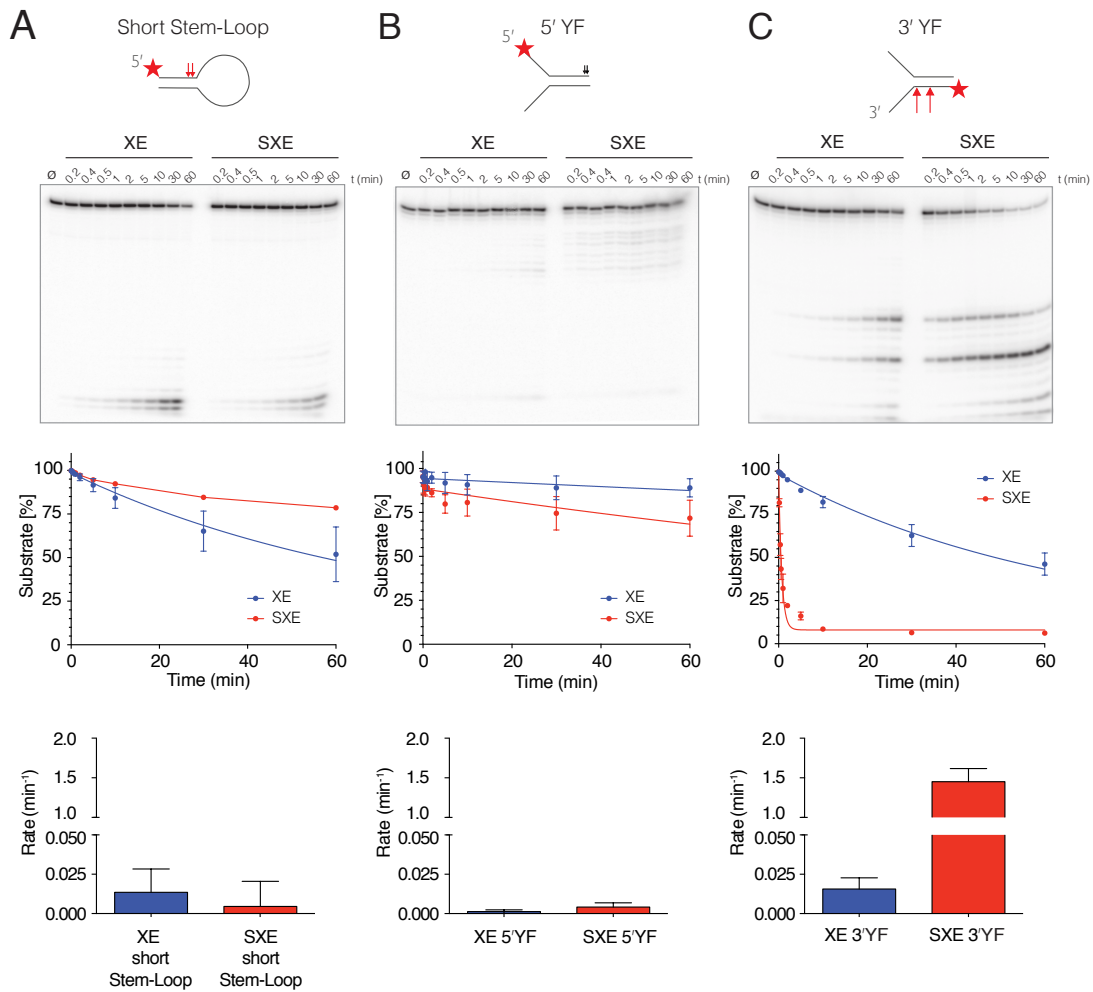 A
Short Stem-Loop
5′
XE
SXE
Ø 0.2 0.4 0.5 1 2 5 10 30 60
0.2 0.4 0.5 1 2 5 10 30 60 t (min)
100
75
50
25
0
Substrate [%]
XE
SXE
0 20 40 60
Time (min)
2.0
1.5
1.0
0.050
0.025
0.000
Rate (min⁻¹)
XE
short
Stem-Loop
SXE
short
Stem-Loop
B
5′ YF
5′
XE
SXE
Ø 0.2 0.4 0.5 1 2 5 10 30 60
0.2 0.4 0.4 1 2 5 10 30 60 t (min)
100
75
50
25
0
Substrate [%]
XE
SXE
0 20 40 60
Time (min)
2.0
1.5
1.0
0.050
0.025
0.000
Rate (min⁻¹)
XE 5′YF
SXE 5′YF
C
3′ YF
3′
XE
SXE
Ø 0.2 0.4 0.5 1 2 5 10 30 60
0.2 0.4 0.5 1 2 5 10 30 60 t (min)
100
75
50
25
0
Substrate [%]
XE
SXE
0 20 40 60
Time (min)
2.0
1.5
1.0
0.050
0.025
0.000
Rate (min⁻¹)
XE 3′YF
SXE 3′YF